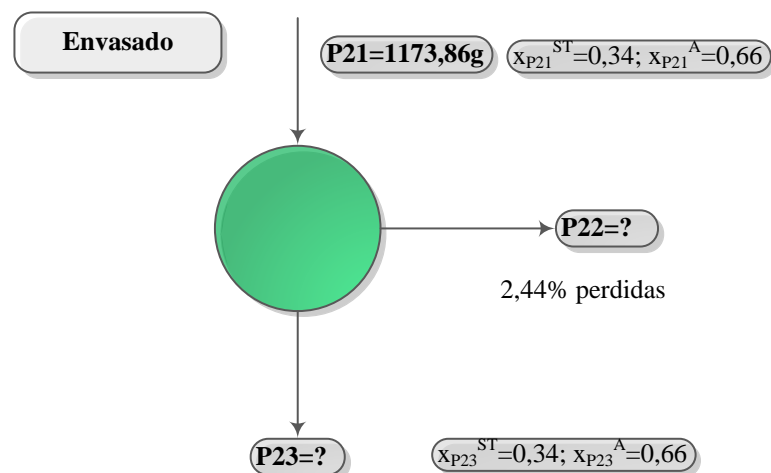 Envasado
P21=1173,86g
x_P21^ST=0,34; x_P21^A=0,66
P22=?
2,44% perdidas
P23=?
x_P23^ST=0,34; x_P23^A=0,66